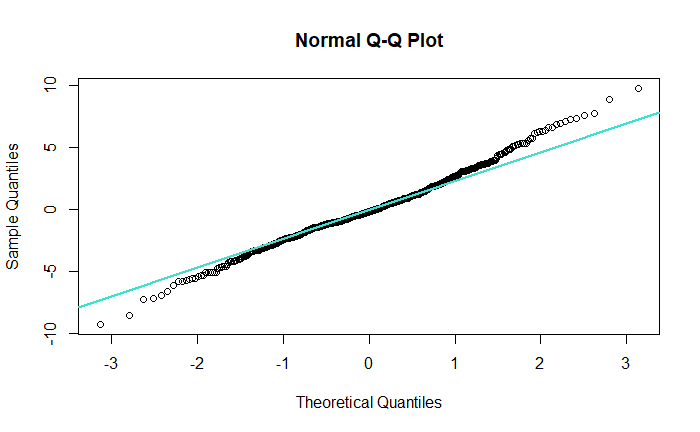 Normal Q-Q Plot
Sample Quantiles
10
5
0
-5
-10
-3 -2 -1 0 1 2 3
Theoretical Quantiles